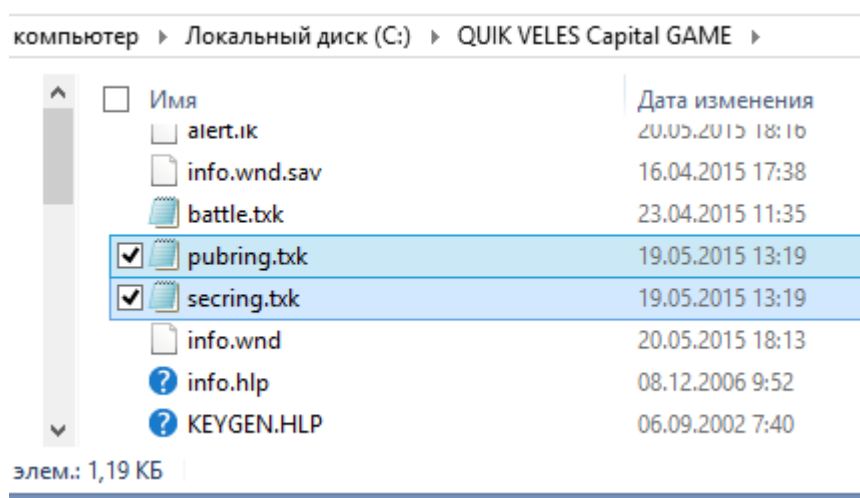 компьютер ▸ Локальный диск (C:) ▸ QUIK VELES Capital GAME ▸
Имя Дата изменения
alert.ik 20.05.2015 18:16
info.wnd.sav 16.04.2015 17:38
battle.txk 23.04.2015 11:35
pubring.txk 19.05.2015 13:19
secring.txk 19.05.2015 13:19
info.wnd 20.05.2015 18:13
info.hlp 08.12.2006 9:52
KEYGEN.HLP 06.09.2002 7:40
элем.: 1,19 КБ